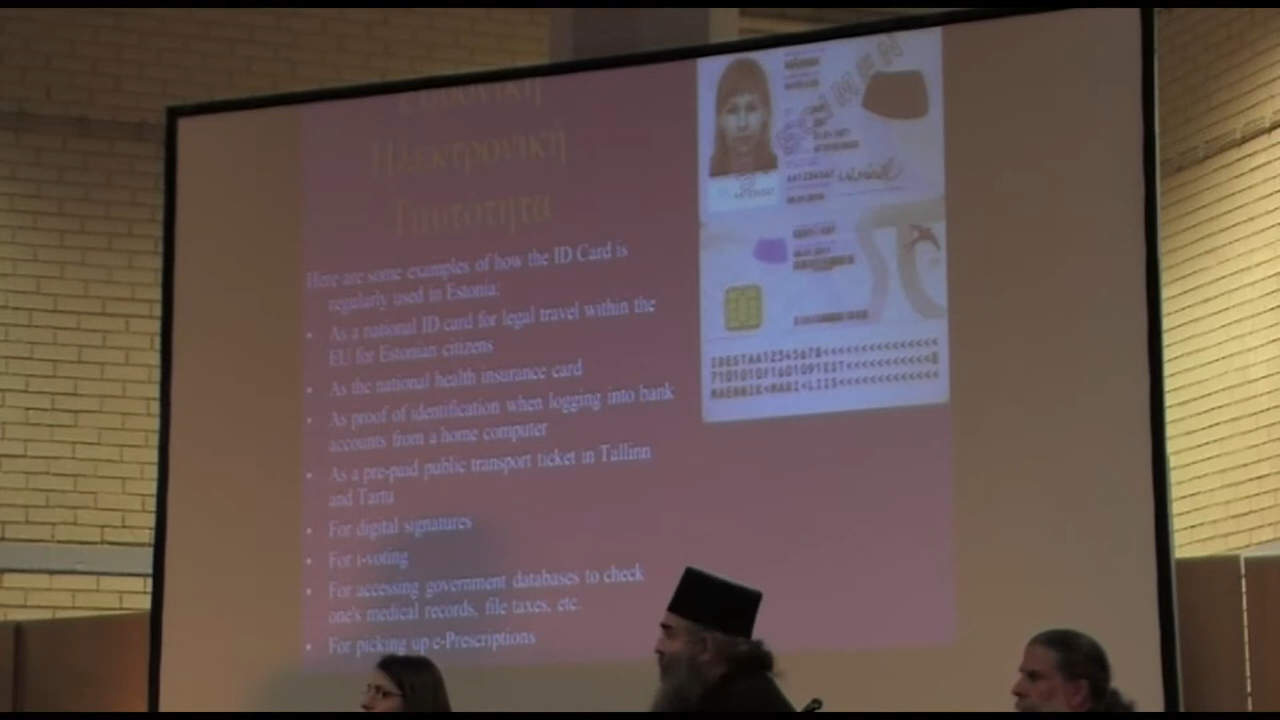 Ηλεκτρονική
Ταυτότητα
Here are some examples of how the ID Card is
regularly used in Estonia:
• As a national ID card for legal travel within the
EU for Estonian citizens
• As the national health insurance card
• As proof of identification when logging into bank
accounts from a home computer
• As a pre-paid public transport ticket in Tallinn
and Tartu
• For digital signatures
• For i-voting
• For accessing government databases to check
one's medical records, file taxes, etc.
• For picking up e-Prescriptions
AA1234567